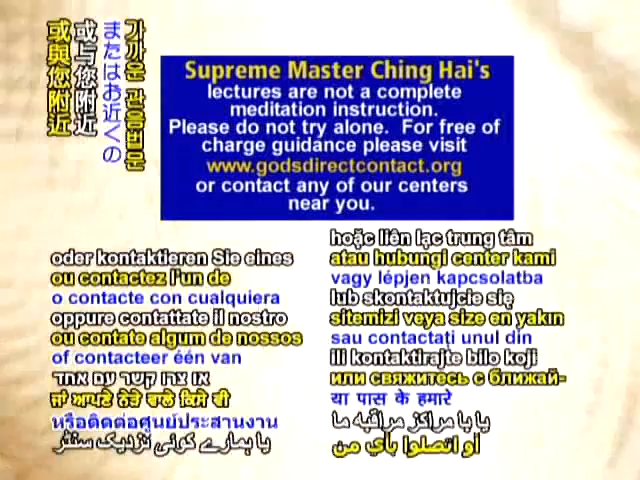 或與您附近
或与您附近
またはお近くの
가까운 관음법문
Supreme Master Ching Hai's
lectures are not a complete
meditation instruction.
Please do not try alone. For free of
charge guidance please visit
www.godsdirectcontact.org
or contact any of our centers
near you.
oder kontaktieren Sie eines
ou contactez l'un de
o contacte con cualquiera
oppure contattate il nostro
ou contate algum de nossos
of contacteer één van
או צרו קשר עם אחד
ਜਾਂ ਆਪਣੇ ਨੇੜੇ ਵਾਲੇ ਕਿਸੇ ਵੀ
หรือติดต่อศูนย์ประสานงาน
یا ہمارے کوئی نزدیک سنٹر
hoặc liên lạc trung tâm
atau hubungi center kami
vagy lépjen kapcsolatba
lub skontaktujcie się
sitemizi veya size en yakın
sau contactaţi unul din
ili kontaktirajte bilo koji
или свяжитесь с ближай-
या पास के हमारे
یا با مراکز مراقبه ما
او اتصلوا بأي من